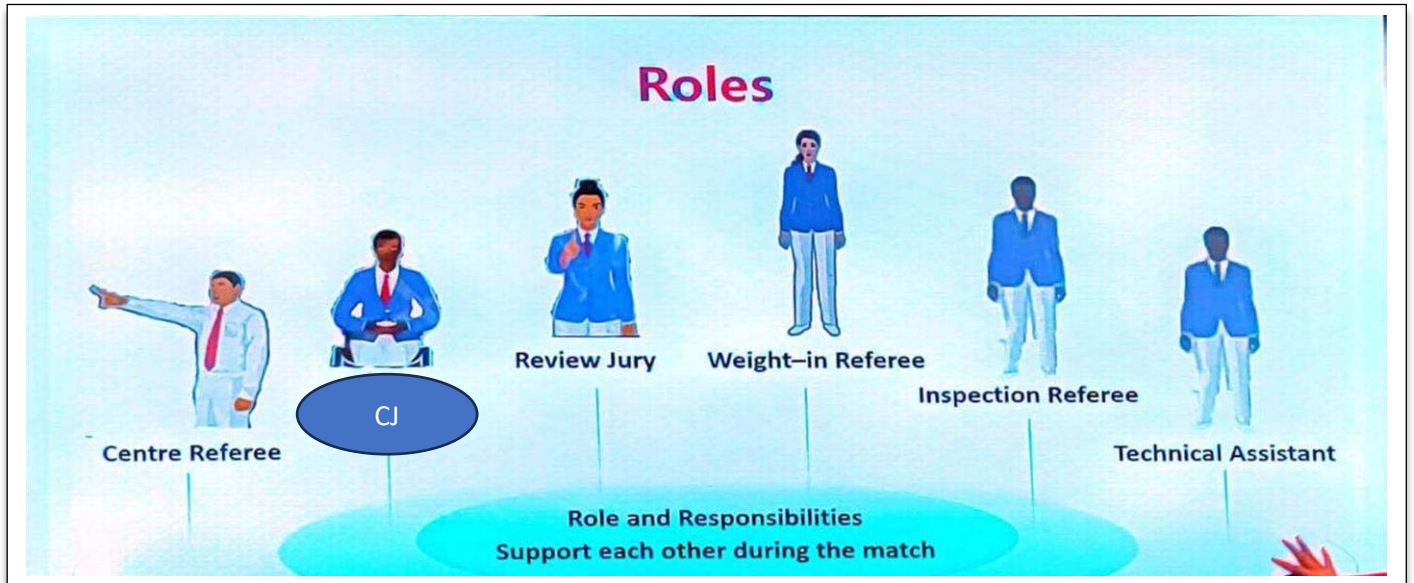 Roles
Review Jury
Weight–in Referee
Inspection Referee
CJ
Centre Referee
Technical Assistant
Role and Responsibilities
Support each other during the match